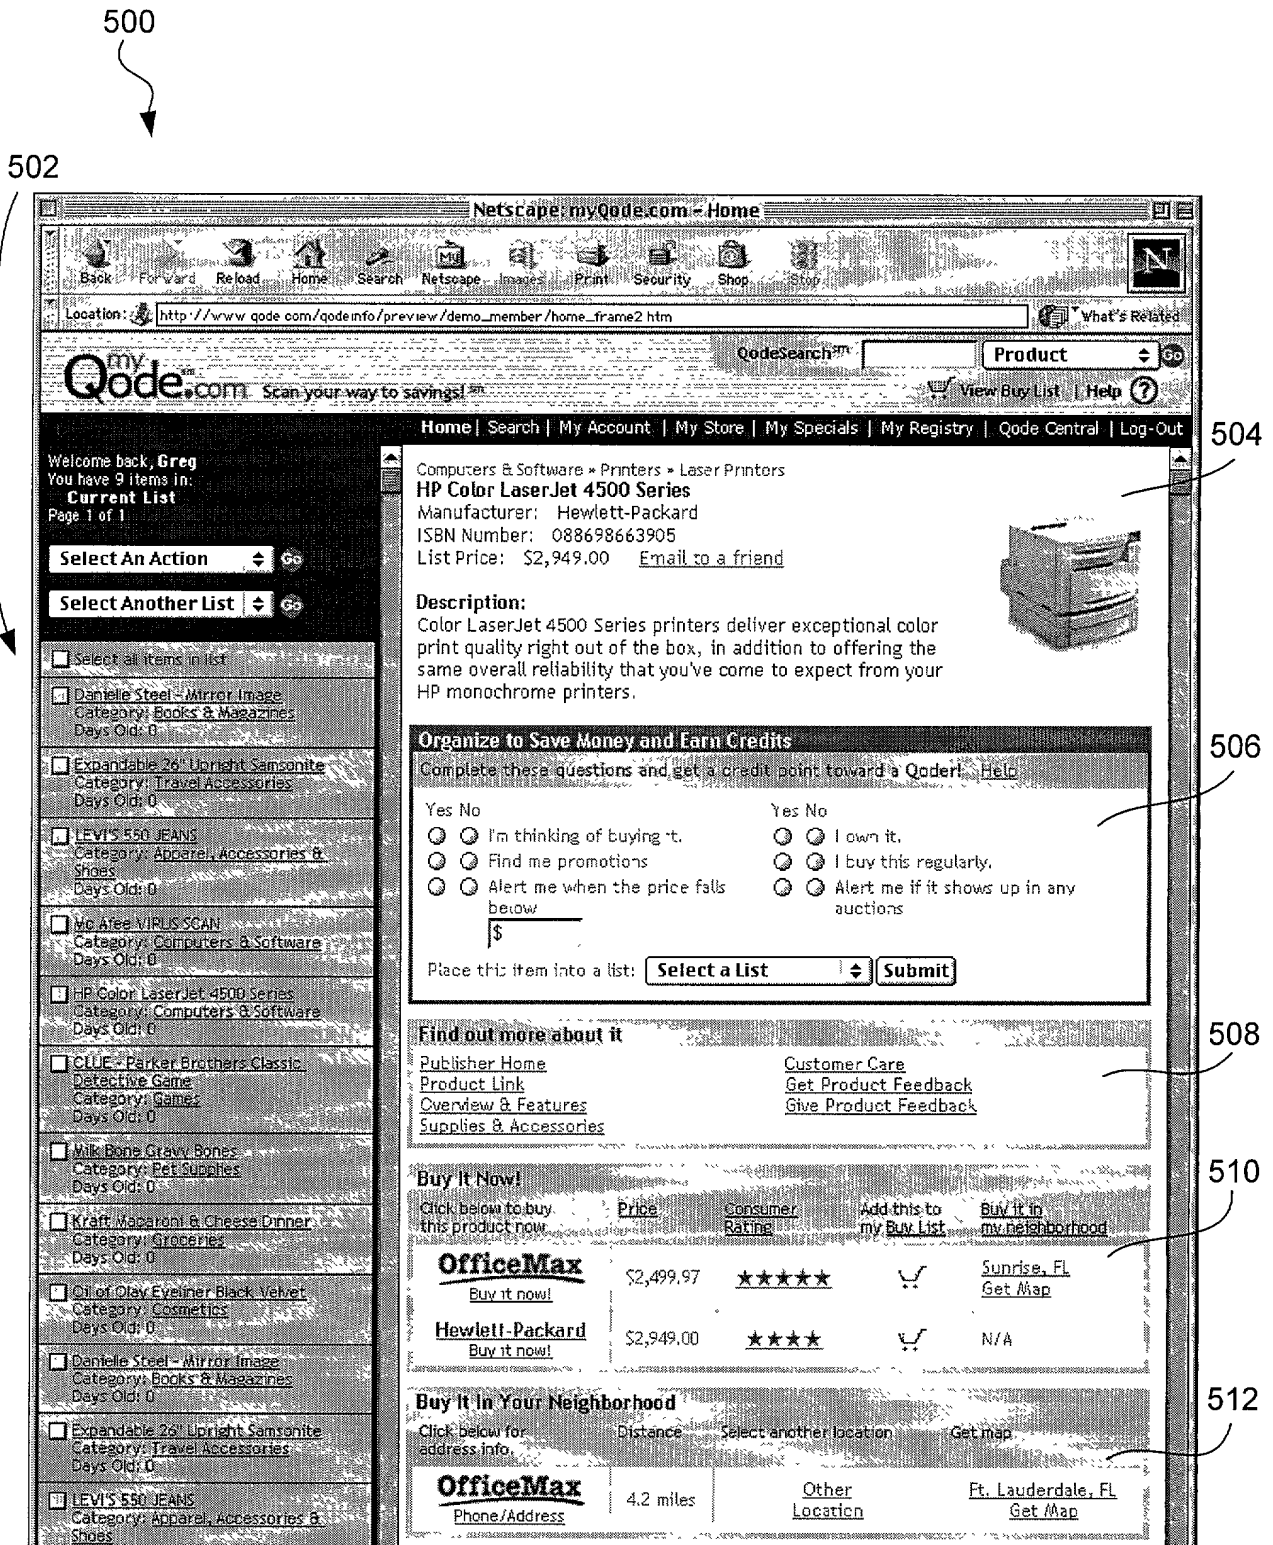 500
502
Netscape: myQode.com - Home
Back Forward Reload Home Search Netscape Images Print Security Shop Stop
N
Location: http://www qode com/qodeinfo/preview/demo_member/home_frame2 htm What's Related
my Qode.com Scan your way to savings! sm
QodeSearch sm Product Go
View Buy List | Help ?
Home | Search | My Account | My Store | My Specials | My Registry | Qode Central | Log-Out
504
Welcome back, Greg
You have 9 items in:
Current List
Page 1 of 1
Select An Action Go
Select Another List Go
Select all items in list
Danielle Steel - Mirror Image
Category: Books & Magazines
Days Old: 0
Expandable 26" Upright Samsonite
Category: Travel Accessories
Days Old: 0
LEVI'S 550 JEANS
Category: Apparel, Accessories &
Shoes
Days Old: 0
Mc Afee VIRUS SCAN
Category: Computers & Software
Days Old: 0
HP Color LaserJet 4500 Series
Category: Computers & Software
Days Old: 0
CLUE - Parker Brothers Classic
Detective Game
Category: Games
Days Old: 0
Milk Bone Gravy Bones
Category: Pet Supplies
Days Old: 0
Kraft Macaroni & Cheese Dinner
Category: Groceries
Days Old: 0
Oil of Olay Eyeliner Black Velvet
Category: Cosmetics
Days Old: 0
Danielle Steel - Mirror Image
Category: Books & Magazines
Days Old: 0
Expandable 26" Upright Samsonite
Category: Travel Accessories
Days Old: 0
LEVI'S 550 JEANS
Category: Apparel, Accessories &
Shoes
Computers & Software » Printers » Laser Printers
HP Color LaserJet 4500 Series
Manufacturer: Hewlett-Packard
ISBN Number: 088698663905
List Price: $2,949.00 Email to a friend
Description:
Color LaserJet 4500 Series printers deliver exceptional color
print quality right out of the box, in addition to offering the
same overall reliability that you've come to expect from your
HP monochrome printers.
506
Organize to Save Money and Earn Credits
Complete these questions and get a credit point toward a Qoder! Help
Yes No Yes No
I'm thinking of buying it. I own it.
Find me promotions I buy this regularly.
Alert me when the price falls Alert me if it shows up in any
below auctions
$
Place this item into a list: Select a List Submit
508
Find out more about it
Publisher Home Customer Care
Product Link Get Product Feedback
Overview & Features Give Product Feedback
Supplies & Accessories
510
Buy It Now!
Click below to buy Price Consumer Add this to Buy it in
this product now. Rating my Buy List my neighborhood
OfficeMax $2,499.97 ★★★★★ Sunrise, FL
Buy it now! Get Map
Hewlett-Packard $2,949.00 ★★★★ N/A
Buy it now!
512
Buy It In Your Neighborhood
Click below for Distance Select another location Get map
address info.
OfficeMax 4.2 miles Other Ft. Lauderdale, FL
Phone/Address Location Get Map